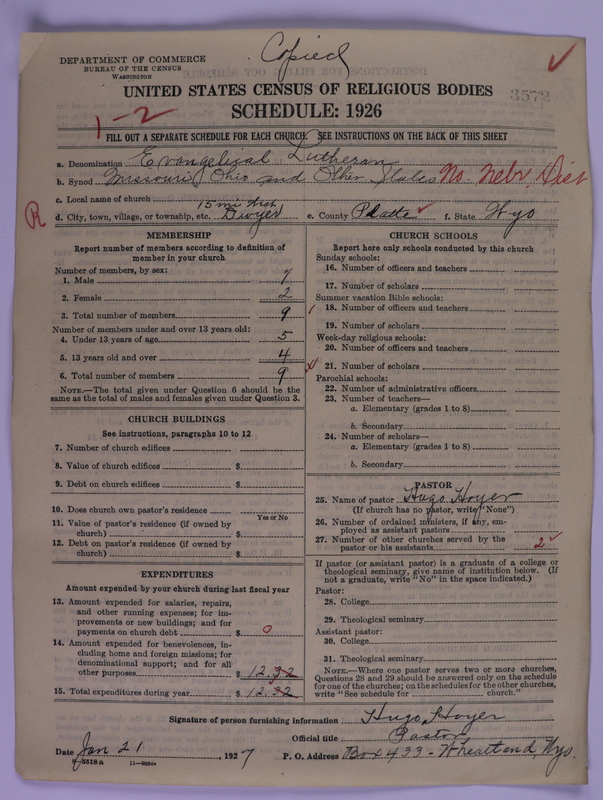 Copied
DEPARTMENT OF COMMERCE
BUREAU OF THE CENSUS
WASHINGTON
UNITED STATES CENSUS OF RELIGIOUS BODIES
3572
SCHEDULE: 1926
1-2
FILL OUT A SEPARATE SCHEDULE FOR EACH CHURCH. SEE INSTRUCTIONS ON THE BACK OF THIS SHEET
a. Denomination Evangelical Lutheran
b. Synod Missouri, Ohio and Other States No. Nebr. Dist
c. Local name of church
15 mi dist
R d. City, town, village, or township, etc. Dwyer e. County Platte f. State Wyo
MEMBERSHIP
Report number of members according to definition of
member in your church
Number of members, by sex:
1. Male 7
2. Female 2
3. Total number of members 9
Number of members under and over 13 years old:
4. Under 13 years of age 5
5. 13 years old and over 4
6. Total number of members 9
NOTE.—The total given under Question 6 should be the
same as the total of males and females given under Question 3.
CHURCH BUILDINGS
See instructions, paragraphs 10 to 12
7. Number of church edifices
8. Value of church edifices $
9. Debt on church edifices $
10. Does church own pastor's residence
Yes or No
11. Value of pastor's residence (if owned by
church) $
12. Debt on pastor's residence (if owned by
church) $
EXPENDITURES
Amount expended by your church during last fiscal year
13. Amount expended for salaries, repairs,
and other running expenses; for im-
provements or new buildings; and for
payments on church debt $ 0
14. Amount expended for benevolences, in-
cluding home and foreign missions; for
denominational support; and for all
other purposes $ 12.32
15. Total expenditures during year $ 12.32
CHURCH SCHOOLS
Report here only schools conducted by this church
Sunday schools:
16. Number of officers and teachers
17. Number of scholars
Summer vacation Bible schools:
18. Number of officers and teachers
19. Number of scholars
Week-day religious schools:
20. Number of officers and teachers
21. Number of scholars
Parochial schools:
22. Number of administrative officers
23. Number of teachers—
a. Elementary (grades 1 to 8)
b. Secondary
24. Number of scholars—
a. Elementary (grades 1 to 8)
b. Secondary
PASTOR
25. Name of pastor Hugo Hoyer
(If church has no pastor, write "None")
26. Number of ordained ministers, if any, em-
ployed as assistant pastors
27. Number of other churches served by the
pastor or his assistants 2
If pastor (or assistant pastor) is a graduate of a college or
theological seminary, give name of institution below. (If
not a graduate, write "No" in the space indicated.)
Pastor:
28. College
29. Theological seminary
Assistant pastor:
30. College
31. Theological seminary
NOTE.—Where one pastor serves two or more churches,
Questions 28 and 29 should be answered only on the schedule
for one of the churches; on the schedules for the other churches,
write "See schedule for church."
Signature of person furnishing information Hugo Hoyer
Official title Pastor
Date Jan 21, 1927 P. O. Address Box 433 - Wheatland, Wyo.